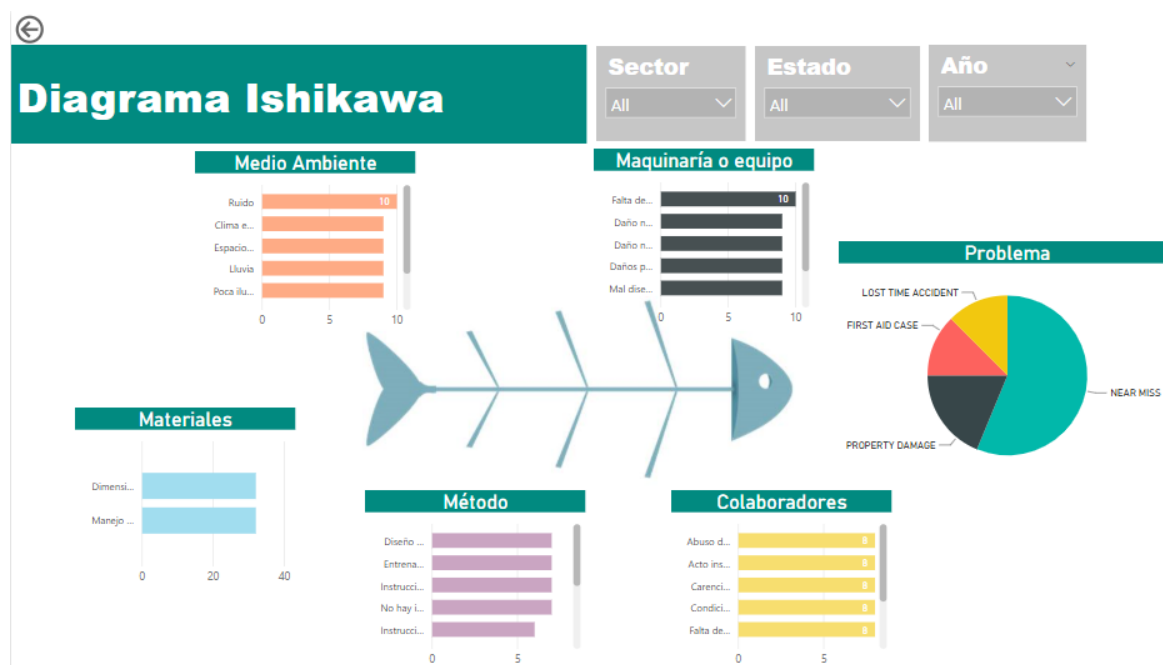 Diagrama Ishikawa
Sector
All
Estado
All
Año
All
Medio Ambiente
Ruido
10
Clima e...
Espacio...
Lluvia
Poca ilu...
0 5 10
Maquinaría o equipo
Falta de...
10
Daño n...
Daño n...
Daños p...
Mal dise...
0 5 10
Problema
LOST TIME ACCIDENT
FIRST AID CASE
NEAR MISS
PROPERTY DAMAGE
Materiales
Dimensi...
Manejo ...
0 20 40
Método
Diseño ...
Entrena...
Instrucci...
No hay i...
Instrucci...
0 5
Colaboradores
Abuso d...
8
Acto ins...
8
Carenci...
8
Condici...
8
Falta de...
8
0 5